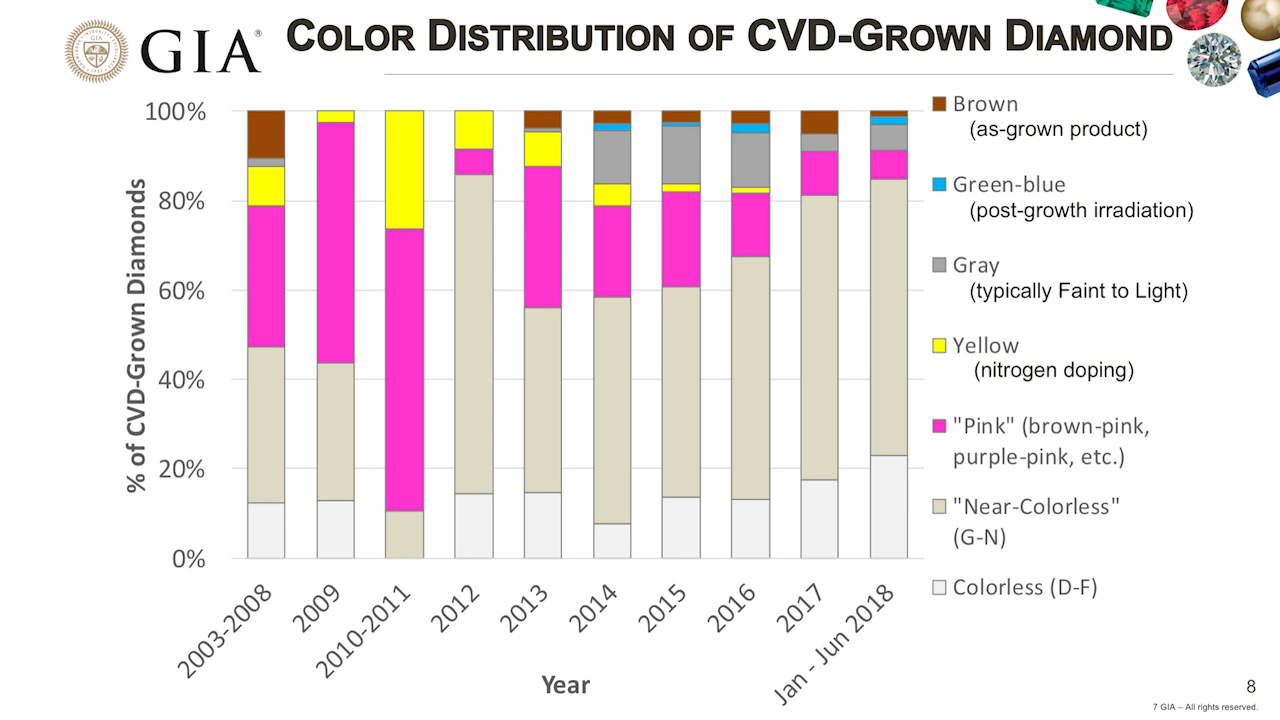 GIA®
COLOR DISTRIBUTION OF CVD-GROWN DIAMOND
% of CVD-Grown Diamonds
100%
80%
60%
40%
20%
0%
2003-2008
2009
2010-2011
2012
2013
2014
2015
2016
2017
Jan - Jun 2018
Year
Brown
(as-grown product)
Green-blue
(post-growth irradiation)
Gray
(typically Faint to Light)
Yellow
(nitrogen doping)
"Pink" (brown-pink,
purple-pink, etc.)
"Near-Colorless"
(G-N)
Colorless (D-F)
8
7 GIA – All rights reserved.